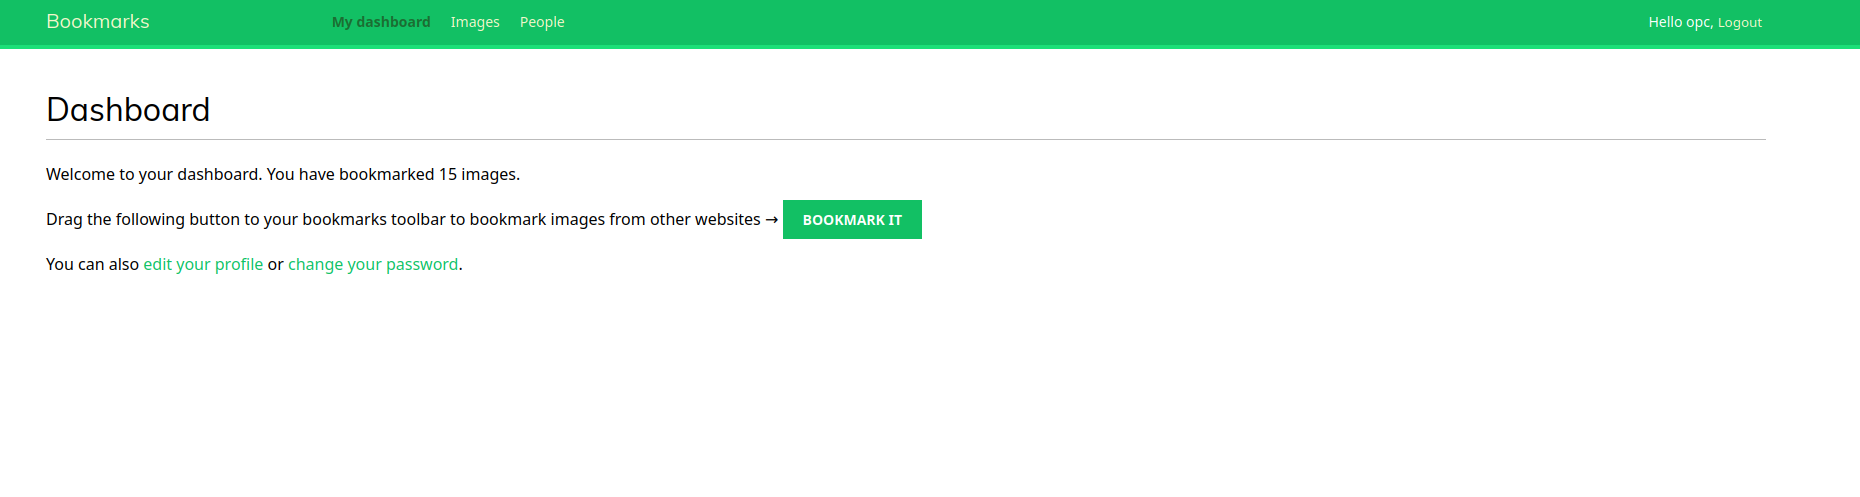 Bookmarks My dashboard Images People Hello opc, Logout
Dashboard
Welcome to your dashboard. You have bookmarked 15 images.
Drag the following button to your bookmarks toolbar to bookmark images from other websites → BOOKMARK IT
You can also edit your profile or change your password.